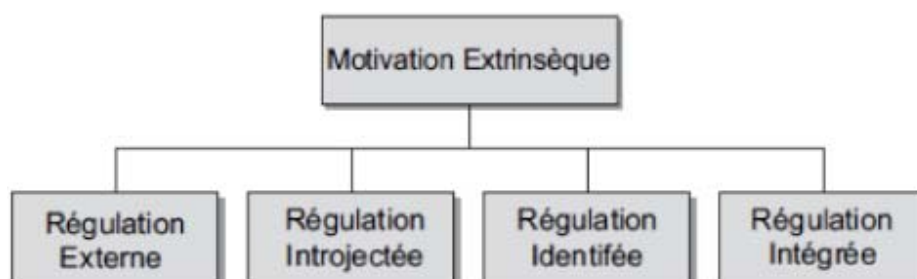 Motivation Extrinsèque
Régulation
Externe
Régulation
Introjectée
Régulation
Identifée
Régulation
Intégrée